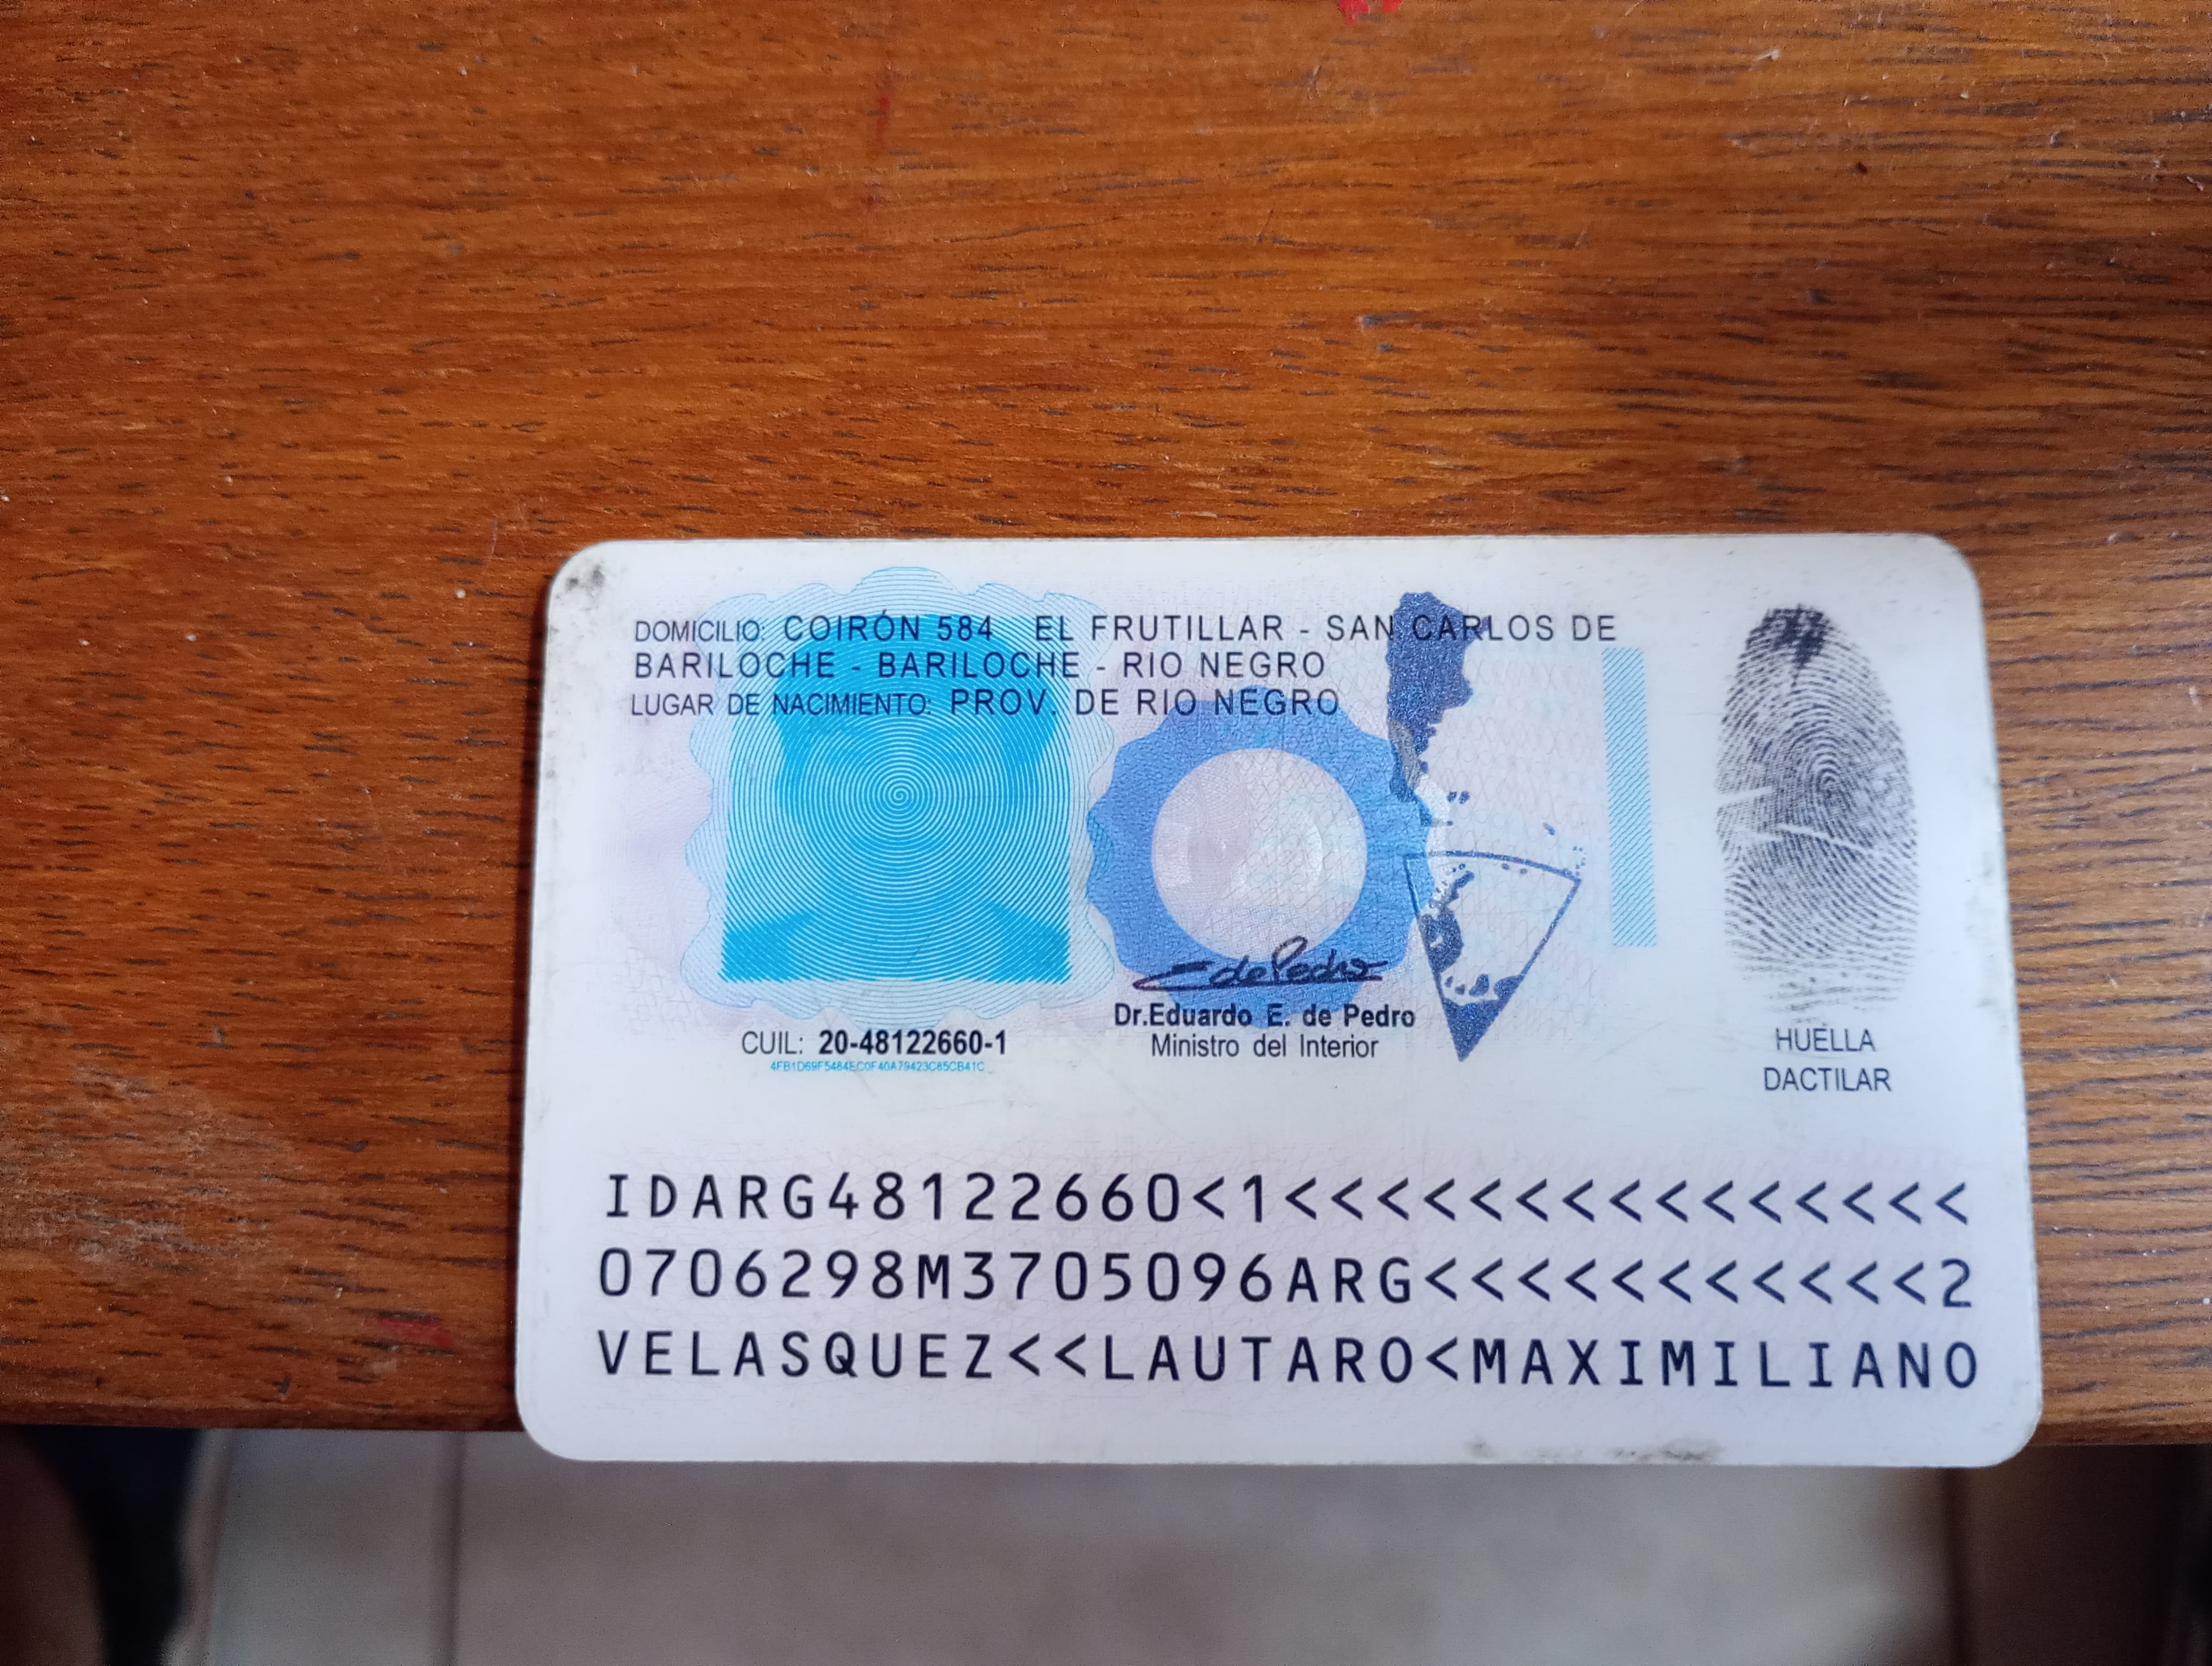 DOMICILIO: COIRÓN 584 EL FRUTILLAR - SAN CARLOS DE
BARILOCHE - BARILOCHE - RIO NEGRO
LUGAR DE NACIMIENTO: PROV. DE RIO NEGRO
E de Pedro
Dr.Eduardo E. de Pedro
Ministro del Interior
CUIL: 20-48122660-1
4FB1D69F5484EC0F40A79423C85CB41C
HUELLA
DACTILAR
IDARG48122660<1<<<<<<<<<<<<<<<
0706298M3705096ARG<<<<<<<<<<<2
VELASQUEZ<<LAUTARO<MAXIMILIANO